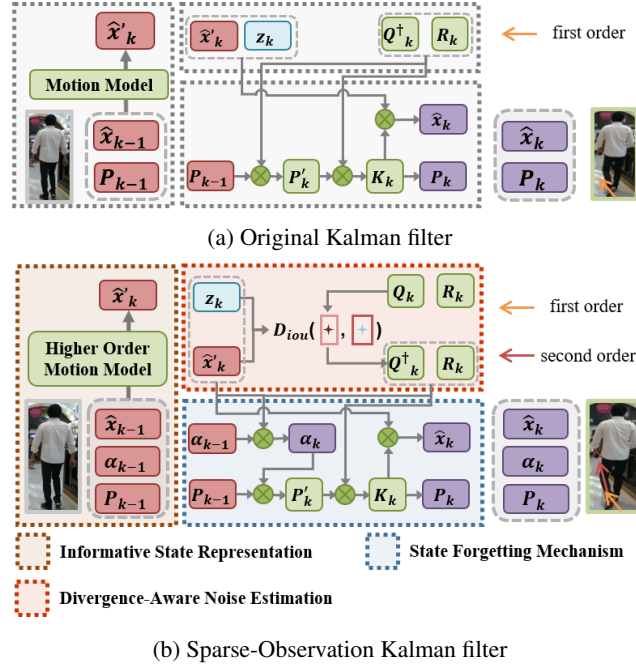 x̂'ₖ
Motion Model
x̂ₖ₋₁
Pₖ₋₁
x̂'ₖ zₖ Q†ₖ Rₖ
first order
x̂ₖ
Pₖ₋₁ P'ₖ Kₖ Pₖ
x̂ₖ
Pₖ
(a) Original Kalman filter
x̂'ₖ
Higher Order
Motion Model
x̂ₖ₋₁
αₖ₋₁
Pₖ₋₁
zₖ Qₖ Rₖ
Dᵢₒᵤ( , )
x̂'ₖ Q†ₖ Rₖ
first order
second order
αₖ₋₁ αₖ x̂ₖ
Pₖ₋₁ P'ₖ Kₖ Pₖ
x̂ₖ
αₖ
Pₖ
Informative State Representation
State Forgetting Mechanism
Divergence-Aware Noise Estimation
(b) Sparse-Observation Kalman filter